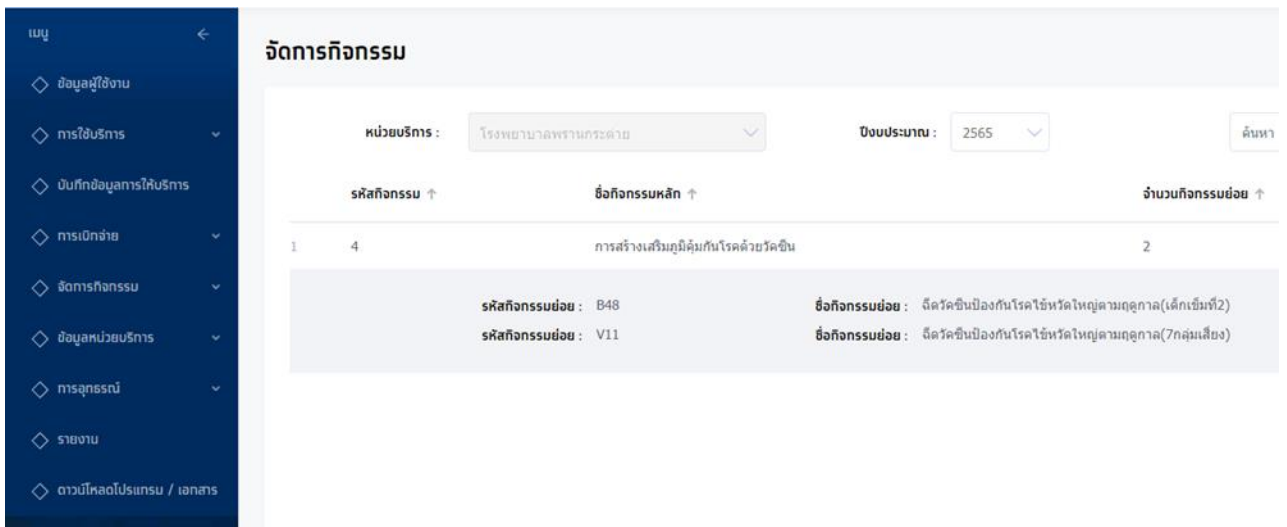 เมนู
ข้อมูลผู้ใช้งาน
การใช้บริการ
บันทึกข้อมูลการให้บริการ
การเบิกจ่าย
จัดการกิจกรรม
ข้อมูลหน่วยบริการ
การอุทธรณ์
รายงาน
ดาวน์โหลดโปรแกรม / เอกสาร
จัดการกิจกรรม
หน่วยบริการ : โรงพยาบาลพรานกระต่าย ปีงบประมาณ : 2565 ค้นหา
รหัสกิจกรรม ↑ ชื่อกิจกรรมหลัก ↑ จำนวนกิจกรรมย่อย ↑
1 4 การสร้างเสริมภูมิคุ้มกันโรคด้วยวัคซีน 2
รหัสกิจกรรมย่อย : B48 ชื่อกิจกรรมย่อย : ฉีดวัคซีนป้องกันโรคไข้หวัดใหญ่ตามฤดูกาล(เด็กเข็มที่2)
รหัสกิจกรรมย่อย : V11 ชื่อกิจกรรมย่อย : ฉีดวัคซีนป้องกันโรคไข้หวัดใหญ่ตามฤดูกาล(7กลุ่มเสี่ยง)